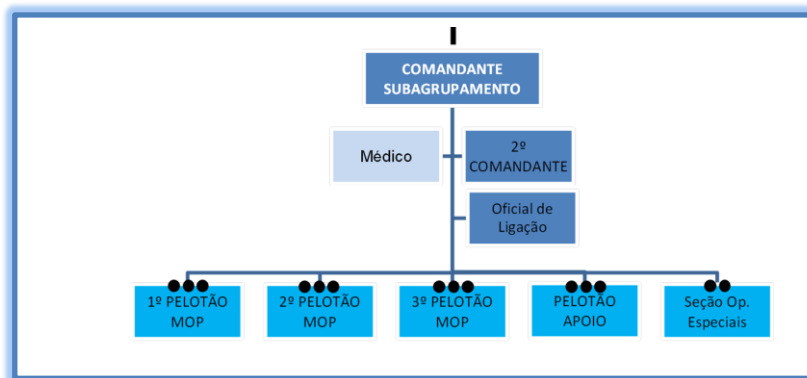 COMANDANTE
SUBAGRUPAMENTO
Médico
2º
COMANDANTE
Oficial de
Ligação
1º PELOTÃO
MOP
2º PELOTÃO
MOP
3º PELOTÃO
MOP
PELOTÃO
APOIO
Seção Op.
Especiais